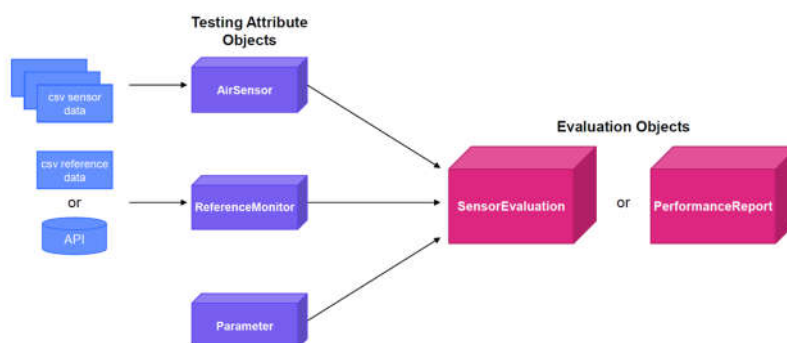 Testing Attribute
Objects
csv sensor
data
AirSensor
Evaluation Objects
csv reference
data
or
API
ReferenceMonitor
SensorEvaluation
or
PerformanceReport
Parameter